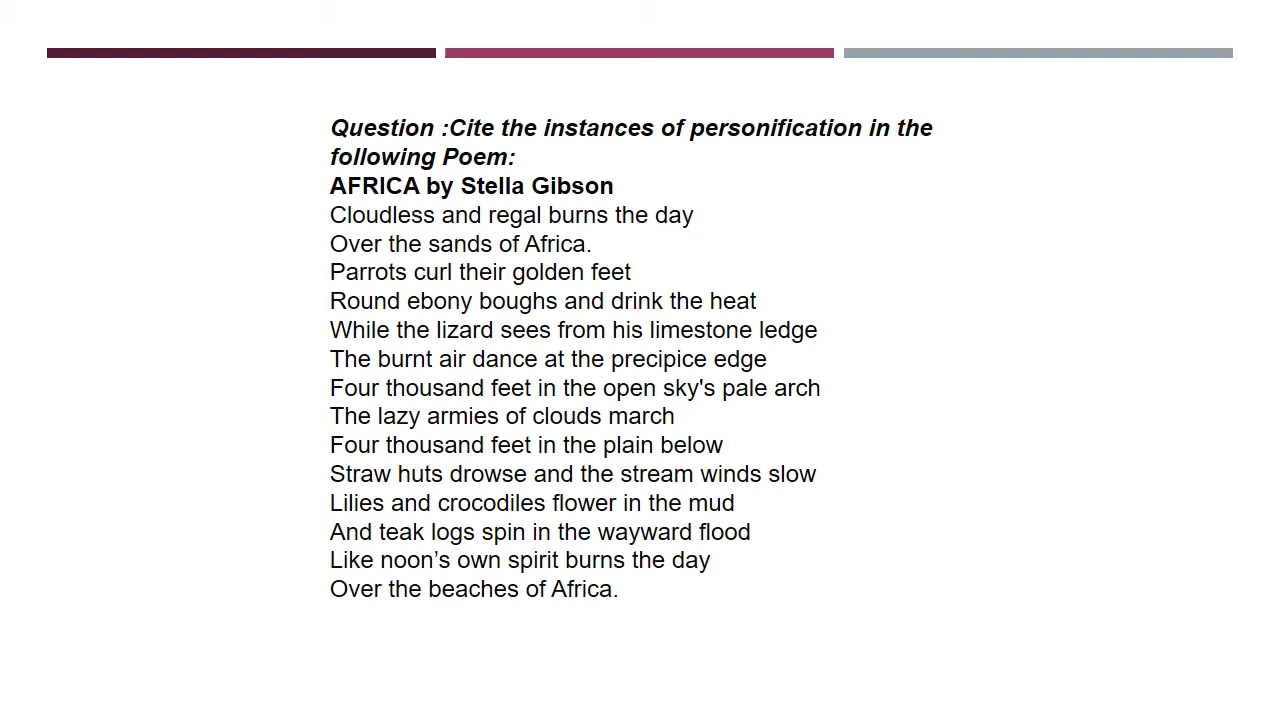 Question :Cite the instances of personification in the
following Poem:
AFRICA by Stella Gibson
Cloudless and regal burns the day
Over the sands of Africa.
Parrots curl their golden feet
Round ebony boughs and drink the heat
While the lizard sees from his limestone ledge
The burnt air dance at the precipice edge
Four thousand feet in the open sky's pale arch
The lazy armies of clouds march
Four thousand feet in the plain below
Straw huts drowse and the stream winds slow
Lilies and crocodiles flower in the mud
And teak logs spin in the wayward flood
Like noon’s own spirit burns the day
Over the beaches of Africa.